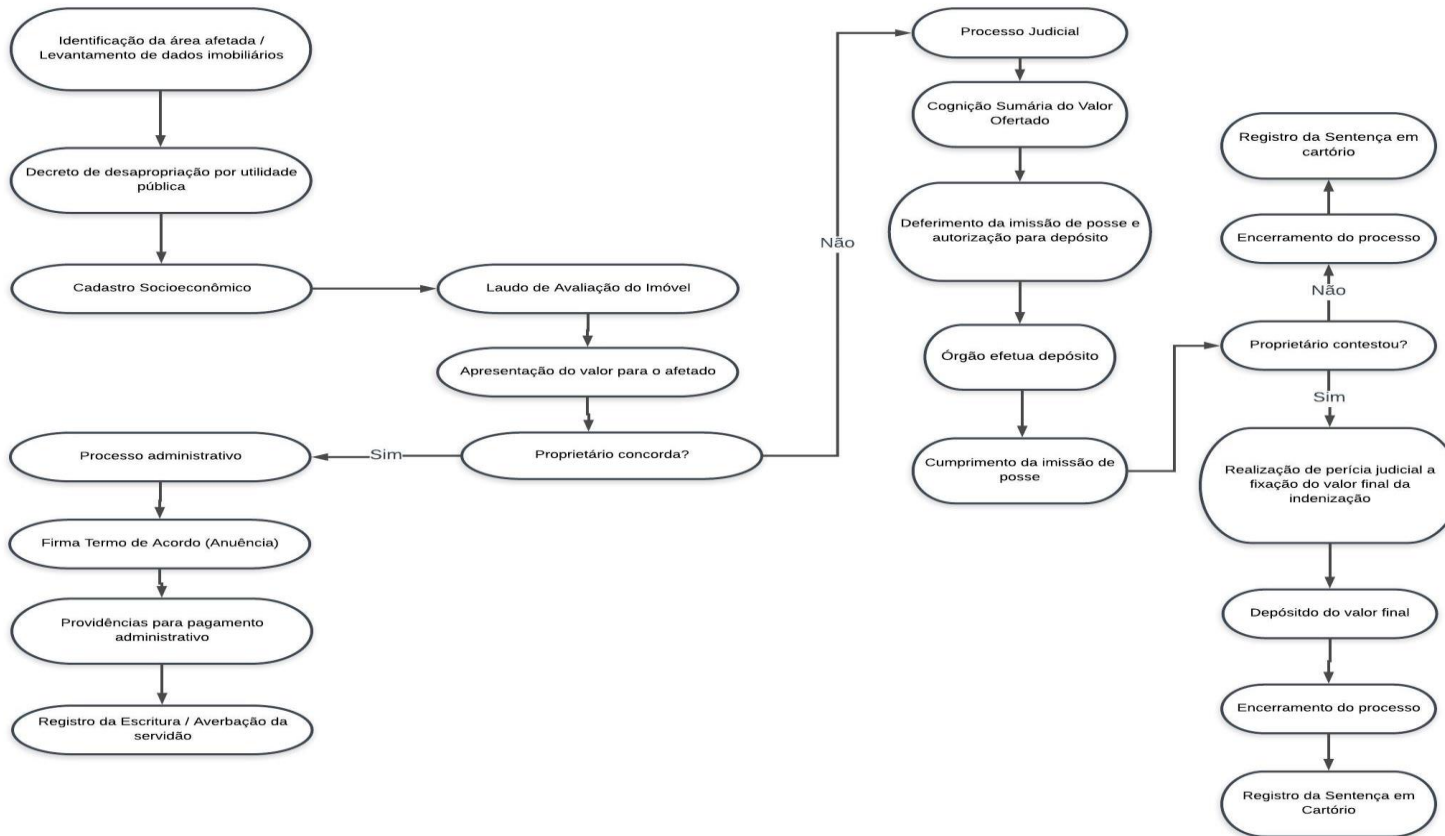 Identificação da área afetada /
Levantamento de dados imobiliários
Decreto de desapropriação por utilidade
pública
Cadastro Socioeconômico
Laudo de Avaliação do Imóvel
Apresentação do valor para o afetado
Proprietário concorda?
Sim
Processo administrativo
Firma Termo de Acordo (Anuência)
Providências para pagamento
administrativo
Registro da Escritura / Averbação da
servidão
Não
Processo Judicial
Cognição Sumária do Valor
Ofertado
Deferimento da imissão de posse e
autorização para depósito
Órgão efetua depósito
Cumprimento da imissão de
posse
Proprietário contestou?
Não
Encerramento do processo
Registro da Sentença em
cartório
Sim
Realização de perícia judicial a
fixação do valor final da
indenização
Depósitdo do valor final
Encerramento do processo
Registro da Sentença em
Cartório